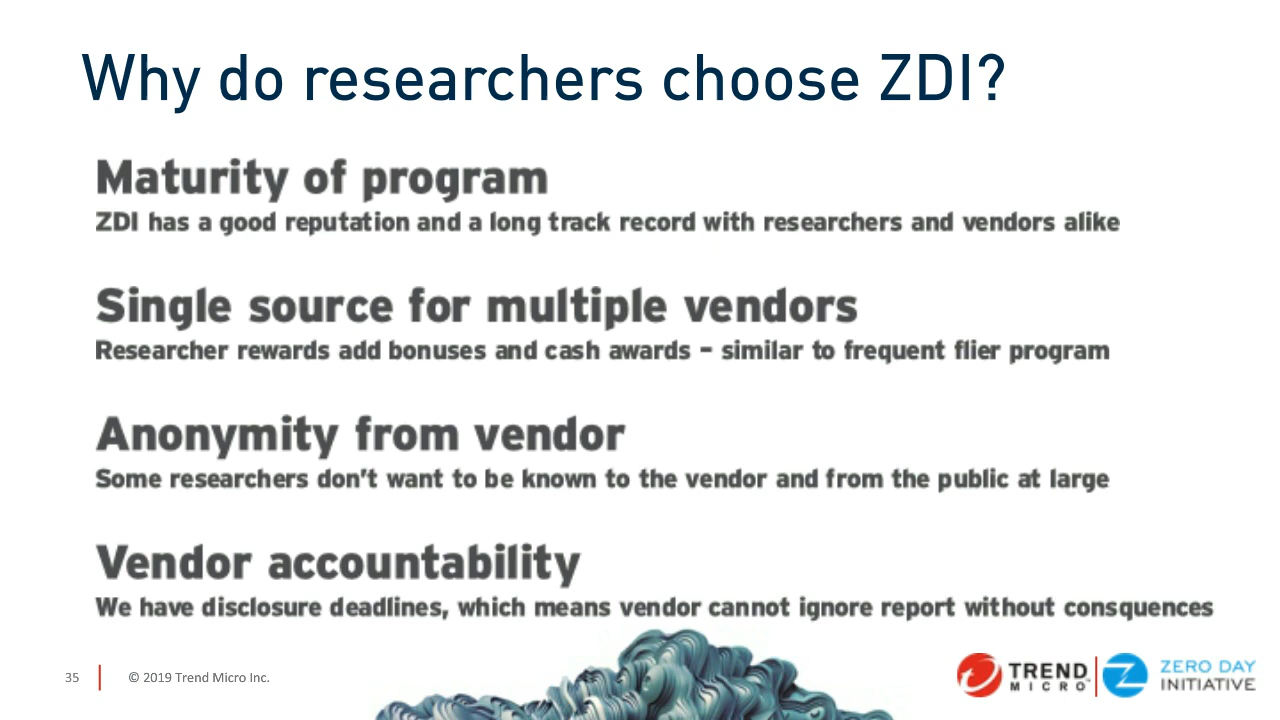 Why do researchers choose ZDI?
Maturity of program
ZDI has a good reputation and a long track record with researchers and vendors alike
Single source for multiple vendors
Researcher rewards add bonuses and cash awards – similar to frequent flier program
Anonymity from vendor
Some researchers don't want to be known to the vendor and from the public at large
Vendor accountability
We have disclosure deadlines, which means vendor cannot ignore report without consquences
35
© 2019 Trend Micro Inc.
TREND
MICRO™
ZERO DAY
INITIATIVE